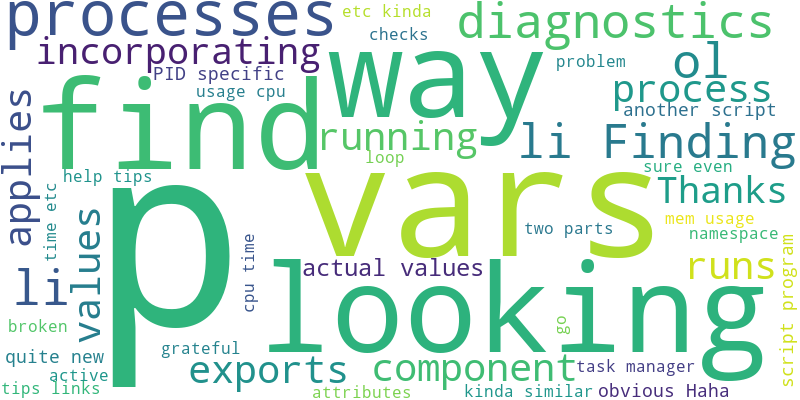 processes
etc kinda
checks
diagnostics
incorporating
way
problem
ol
PID specific
find
usage cpu
process
another script
applies
running
li Finding
loop
sure even
help tips
p
vars
Thanks
time etc
values
mem usage
two parts
namespace
cpu time
li
actual values
looking
runs
script program
broken
go
quite new
grateful
exports
component
task manager
active
tips links
attributes
kinda similar
obvious Haha